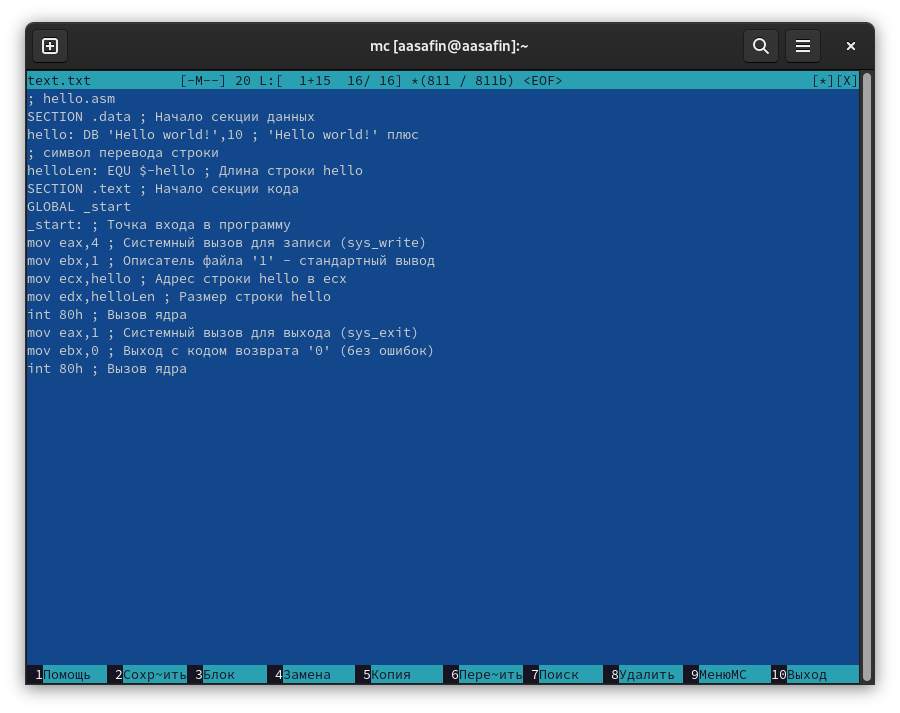 mc [aasafin@aasafin]:~
text.txt [-M--] 20 L:[ 1+15 16/ 16] *(811 / 811b) <EOF> [*][X]
; hello.asm
SECTION .data ; Начало секции данных
hello: DB 'Hello world!',10 ; 'Hello world!' плюс
; символ перевода строки
helloLen: EQU $-hello ; Длина строки hello
SECTION .text ; Начало секции кода
GLOBAL _start
_start: ; Точка входа в программу
mov eax,4 ; Системный вызов для записи (sys_write)
mov ebx,1 ; Описатель файла '1' - стандартный вывод
mov ecx,hello ; Адрес строки hello в ecx
mov edx,helloLen ; Размер строки hello
int 80h ; Вызов ядра
mov eax,1 ; Системный вызов для выхода (sys_exit)
mov ebx,0 ; Выход с кодом возврата '0' (без ошибок)
int 80h ; Вызов ядра
1Помощь 2Сохр~ить 3Блок 4Замена 5Копия 6Пере~ить 7Поиск 8Удалить 9МенюМС 10Выход